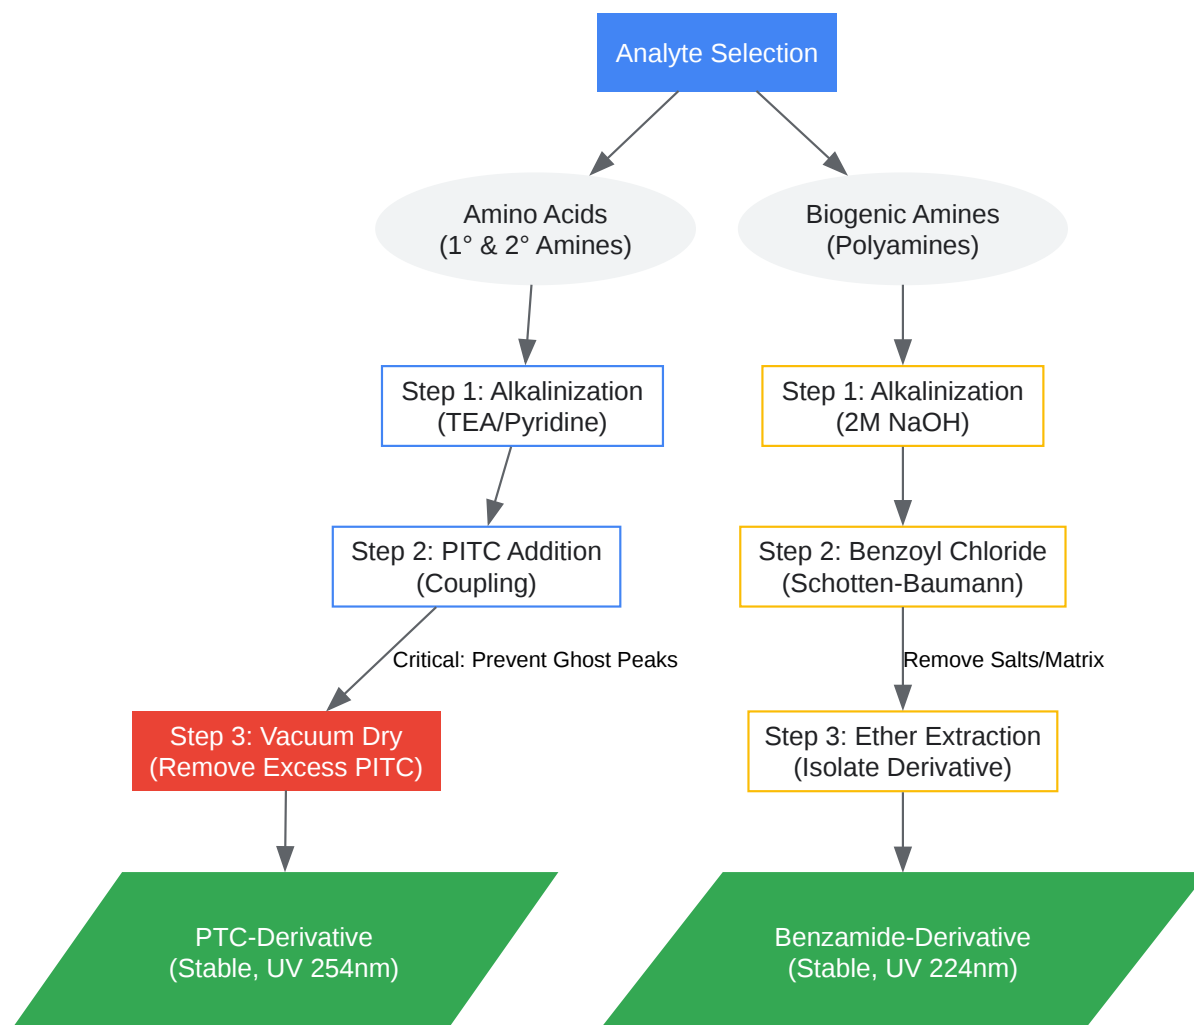 Analyte Selection
Amino Acids
(1° & 2° Amines)
Biogenic Amines
(Polyamines)
Step 1: Alkalinization
(TEA/Pyridine)
Step 1: Alkalinization
(2M NaOH)
Step 2: PITC Addition
(Coupling)
Step 2: Benzoyl Chloride
(Schotten-Baumann)
Critical: Prevent Ghost Peaks
Remove Salts/Matrix
Step 3: Vacuum Dry
(Remove Excess PITC)
Step 3: Ether Extraction
(Isolate Derivative)
PTC-Derivative
(Stable, UV 254nm)
Benzamide-Derivative
(Stable, UV 224nm)